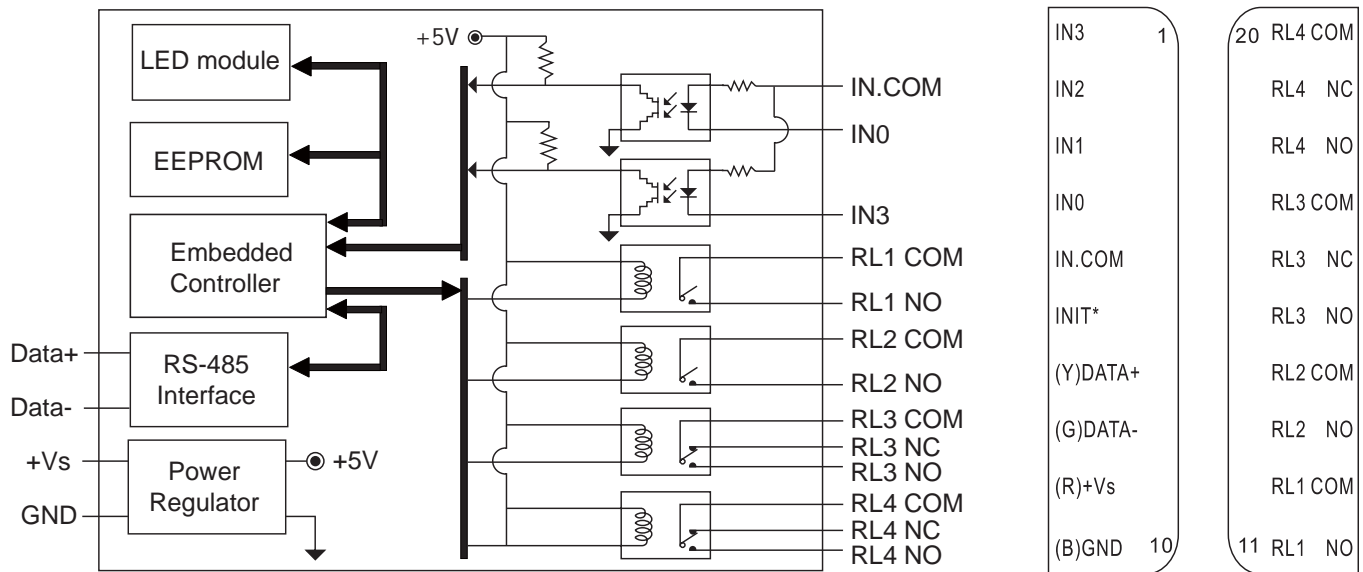 +5V
LED module
EEPROM
Embedded
Controller
RS-485
Interface
Power
Regulator
+5V
Data+
Data-
+Vs
GND
IN.COM
IN0
IN3
RL1 COM
RL1 NO
RL2 COM
RL2 NO
RL3 COM
RL3 NC
RL3 NO
RL4 COM
RL4 NC
RL4 NO
IN3 1
IN2
IN1
IN0
IN.COM
INIT*
(Y)DATA+
(G)DATA-
(R)+Vs
(B)GND 10
20 RL4 COM
RL4 NC
RL4 NO
RL3 COM
RL3 NC
RL3 NO
RL2 COM
RL2 NO
RL1 COM
11 RL1 NO